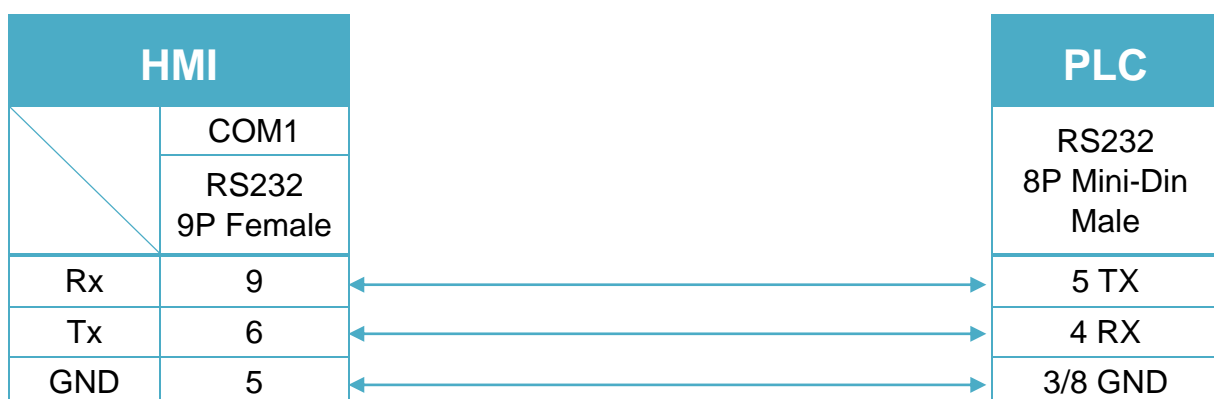 HMI
PLC
COM1
RS232
9P Female
RS232
8P Mini-Din
Male
Rx 9 5 TX
Tx 6 4 RX
GND 5 3/8 GND